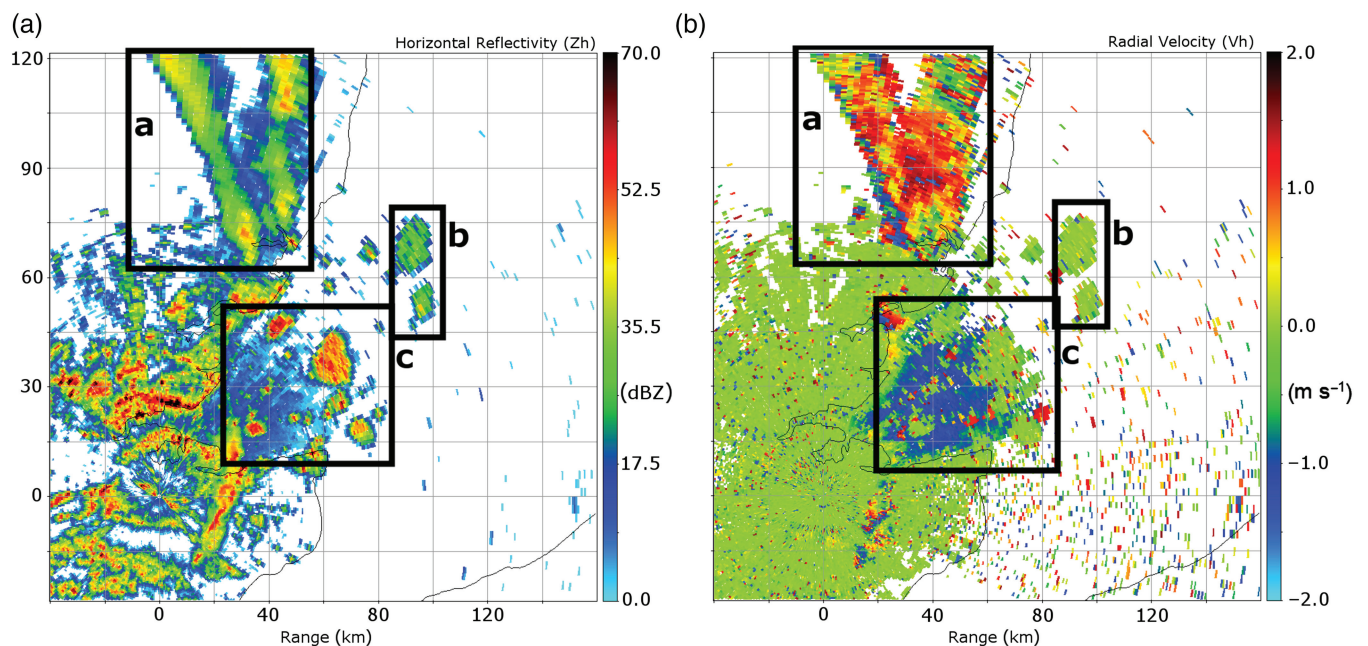 (a)
Horizontal Reflectivity (Zh)
120
90
60
30
0
0
40
80
120
Range (km)
a
b
c
70.0
52.5
35.5
(dBZ)
17.5
0.0
(b)
Radial Velocity (Vh)
0
40
80
120
Range (km)
a
b
c
2.0
1.0
0.0
(m s⁻¹)
−1.0
−2.0